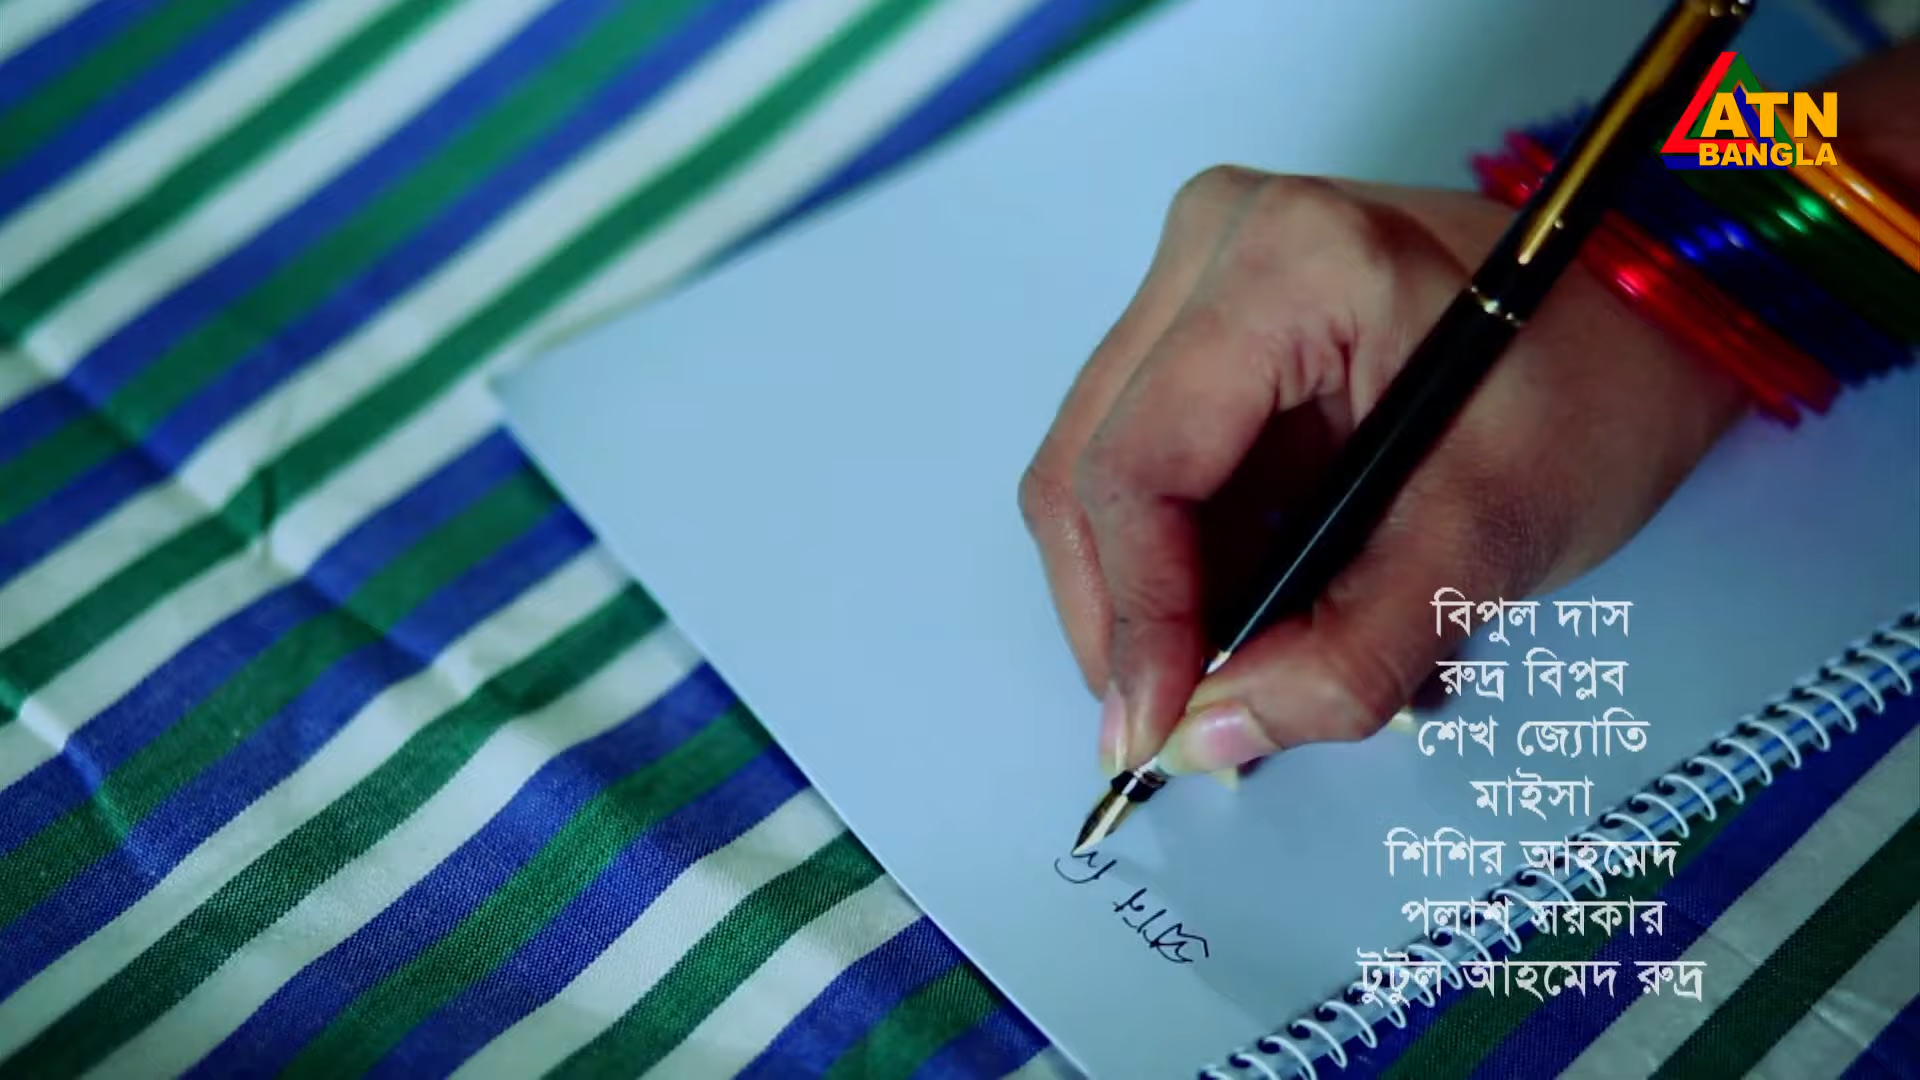 ATN
BANGLA
বিপুল দাস
রুদ্র বিপ্লব
শেখ জ্যোতি
মাইসা
শিশির আহমেদ
পলাশ সরকার
টুটুল আহমেদ রুদ্র